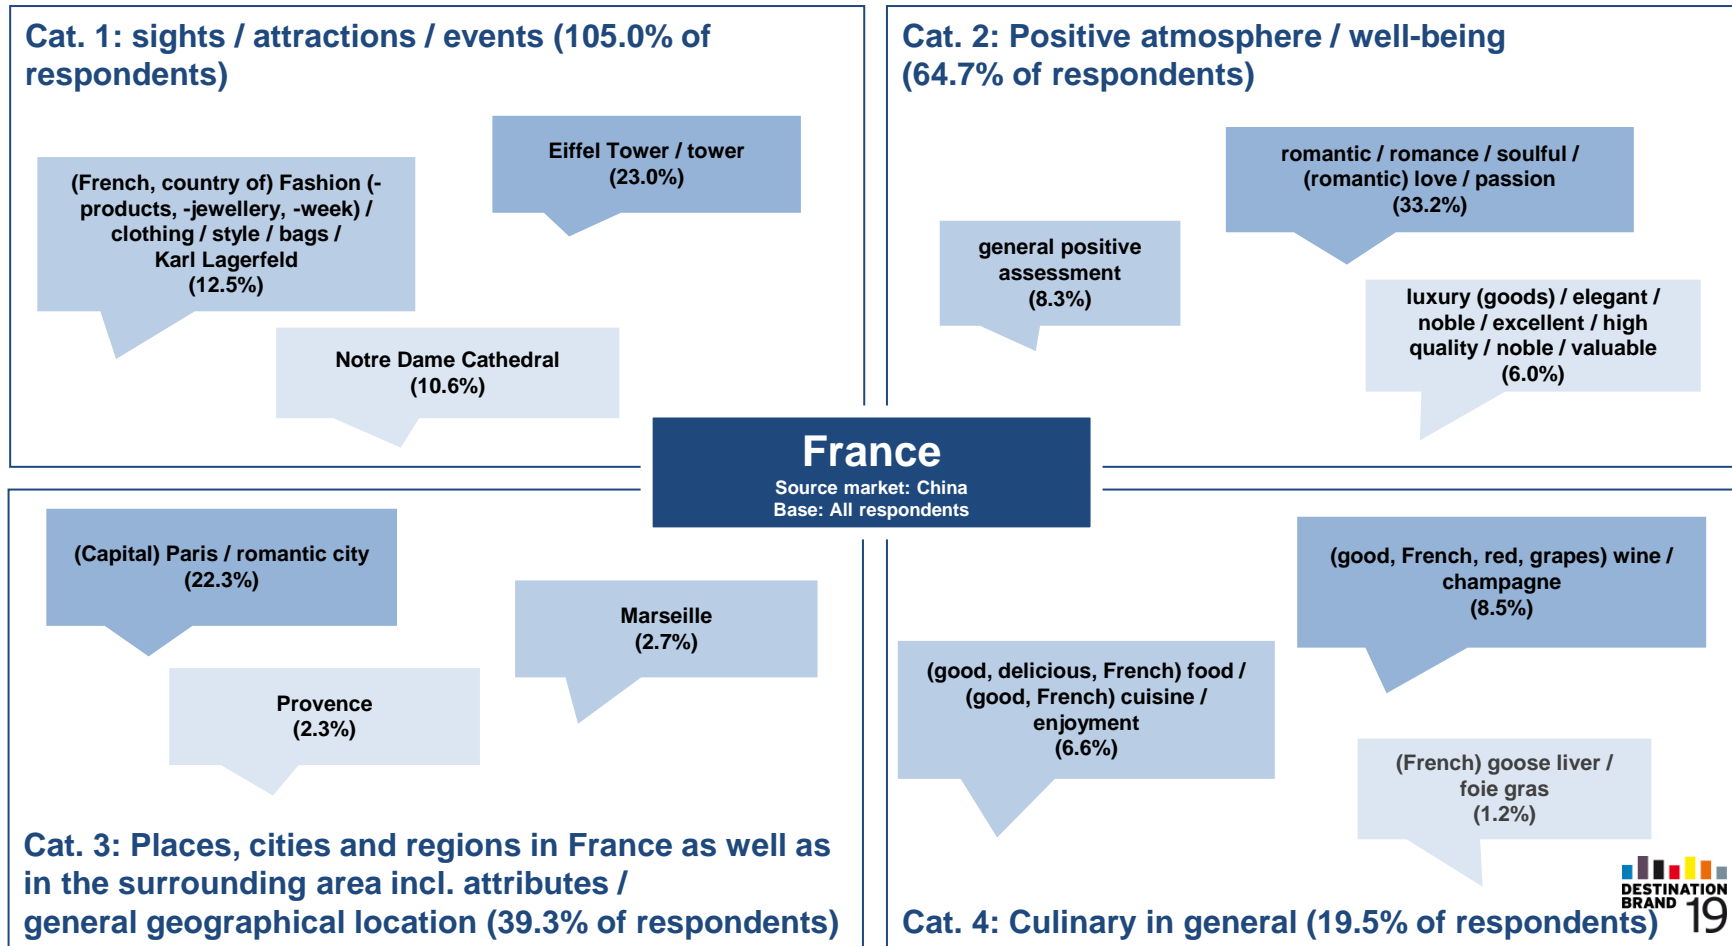 Cat. 1: sights / attractions / events (105.0% of
respondents)
Eiffel Tower / tower
(23.0%)
(French, country of) Fashion (-
products, -jewellery, -week) /
clothing / style / bags /
Karl Lagerfeld
(12.5%)
Notre Dame Cathedral
(10.6%)
Cat. 2: Positive atmosphere / well-being
(64.7% of respondents)
romantic / romance / soulful /
(romantic) love / passion
(33.2%)
general positive
assessment
(8.3%)
luxury (goods) / elegant /
noble / excellent / high
quality / noble / valuable
(6.0%)
France
Source market: China
Base: All respondents
(Capital) Paris / romantic city
(22.3%)
Marseille
(2.7%)
Provence
(2.3%)
Cat. 3: Places, cities and regions in France as well as
in the surrounding area incl. attributes /
general geographical location (39.3% of respondents)
(good, French, red, grapes) wine /
champagne
(8.5%)
(good, delicious, French) food /
(good, French) cuisine /
enjoyment
(6.6%)
(French) goose liver /
foie gras
(1.2%)
Cat. 4: Culinary in general (19.5% of respondents)
DESTINATION
BRAND 19